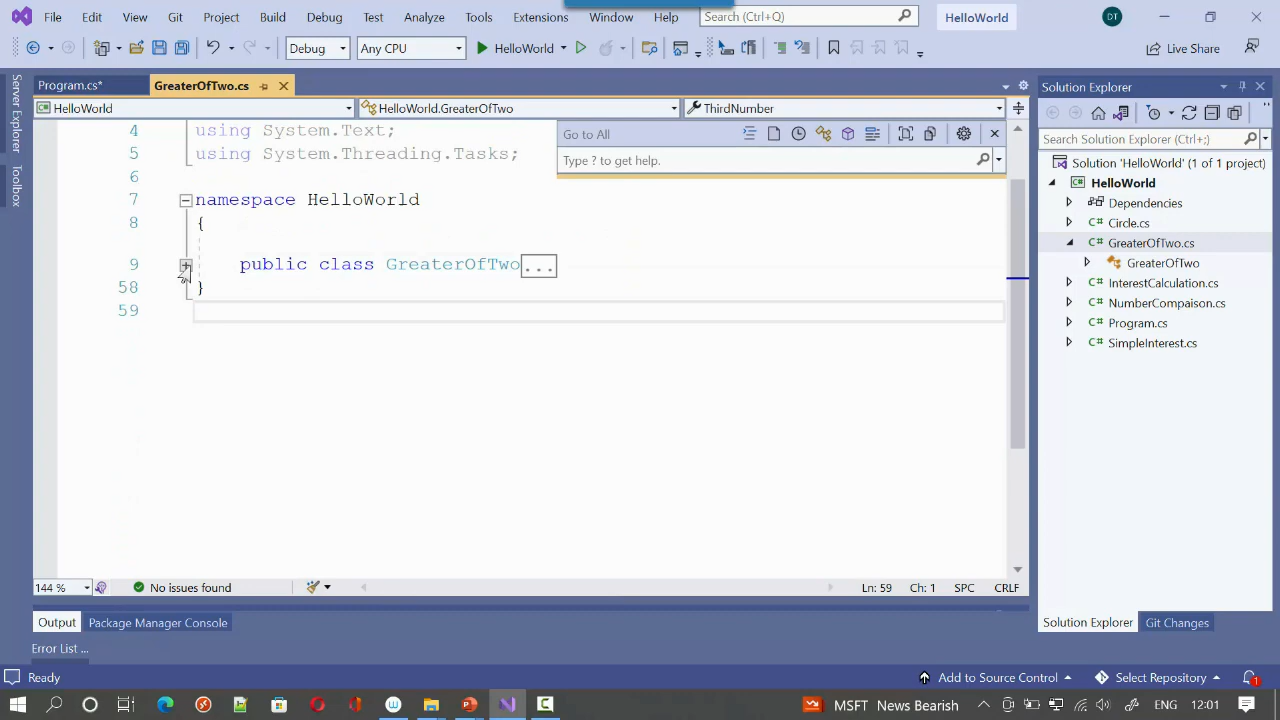 File Edit View Git Project Build Debug Test Analyze Tools Extensions Window Help Search (Ctrl+Q) HelloWorld DT
Debug Any CPU HelloWorld Live Share
Program.cs* GreaterOfTwo.cs
HelloWorld HelloWorld.GreaterOfTwo ThirdNumber
4 using System.Text;
5 using System.Threading.Tasks;
6
7 namespace HelloWorld
8 {
9 public class GreaterOfTwo...
58 }
59
Go To All
Type ? to get help.
144 % No issues found Ln: 59 Ch: 1 SPC CRLF
Server Explorer
Toolbox
Solution Explorer
Search Solution Explorer (Ctrl+;)
Solution 'HelloWorld' (1 of 1 project)
HelloWorld
Dependencies
C# Circle.cs
C# GreaterOfTwo.cs
GreaterOfTwo
C# InterestCalculation.cs
C# NumberCompaison.cs
C# Program.cs
C# SimpleInterest.cs
Solution Explorer Git Changes
Output Package Manager Console
Error List ...
Ready Add to Source Control Select Repository 1
MSFT News Bearish ENG 12:01